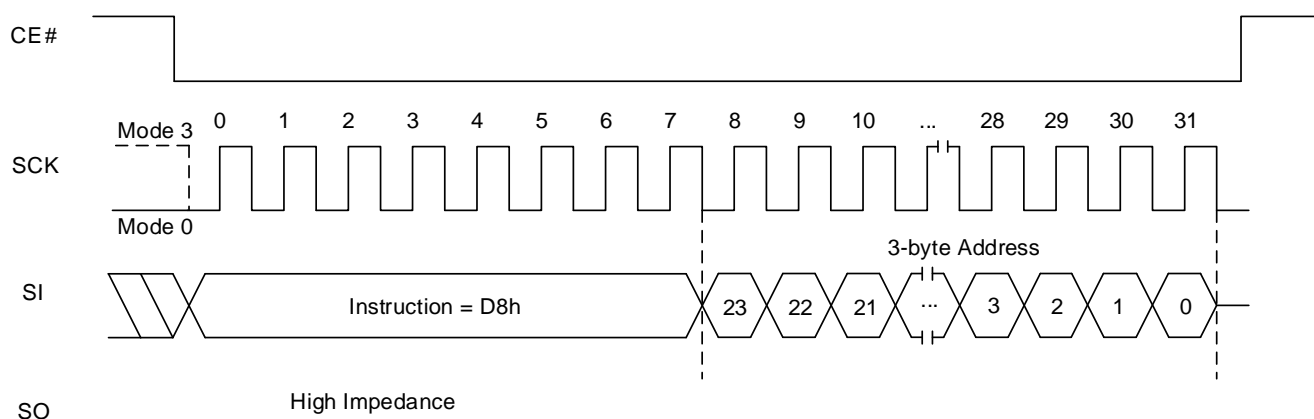 CE#
0 1 2 3 4 5 6 7 8 9 10 ... 28 29 30 31
Mode 3
SCK
Mode 0
3-byte Address
SI
Instruction = D8h 23 22 21 ... 3 2 1 0
High Impedance
SO